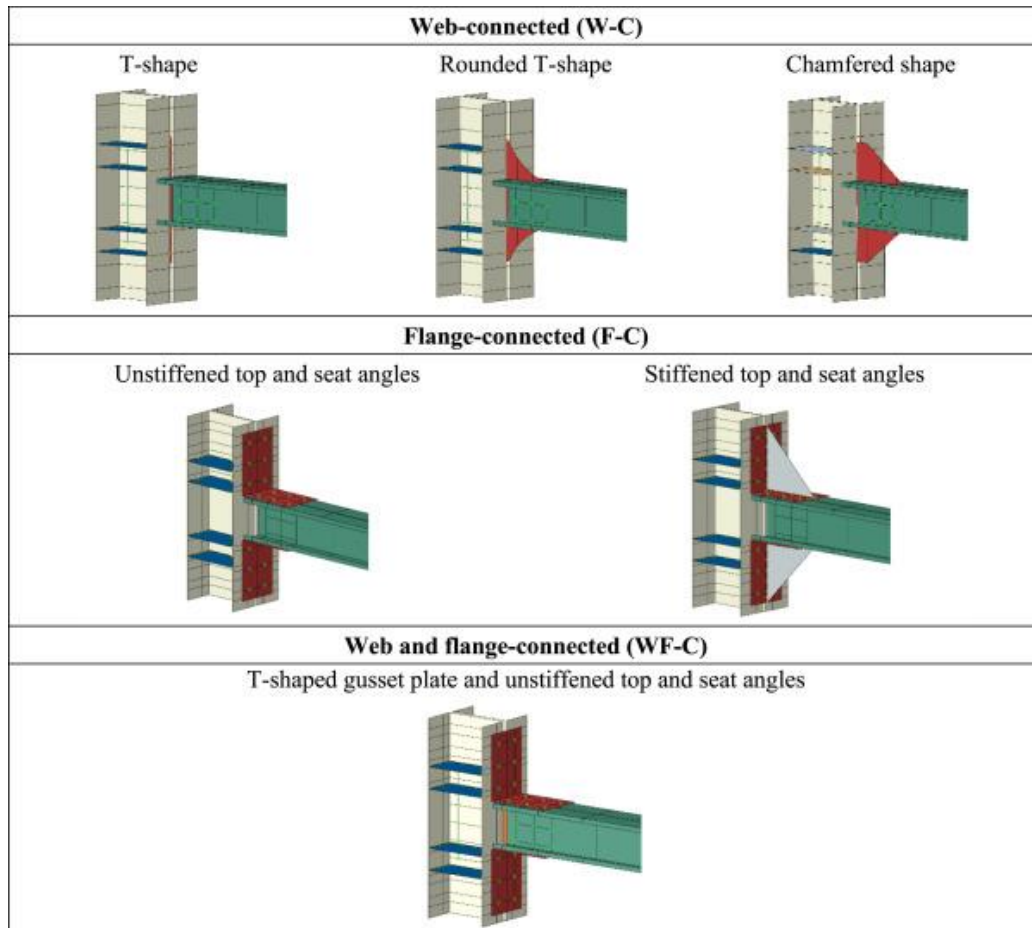 Web-connected (W-C)
T-shape
Rounded T-shape
Chamfered shape
Flange-connected (F-C)
Unstiffened top and seat angles
Stiffened top and seat angles
Web and flange-connected (WF-C)
T-shaped gusset plate and unstiffened top and seat angles